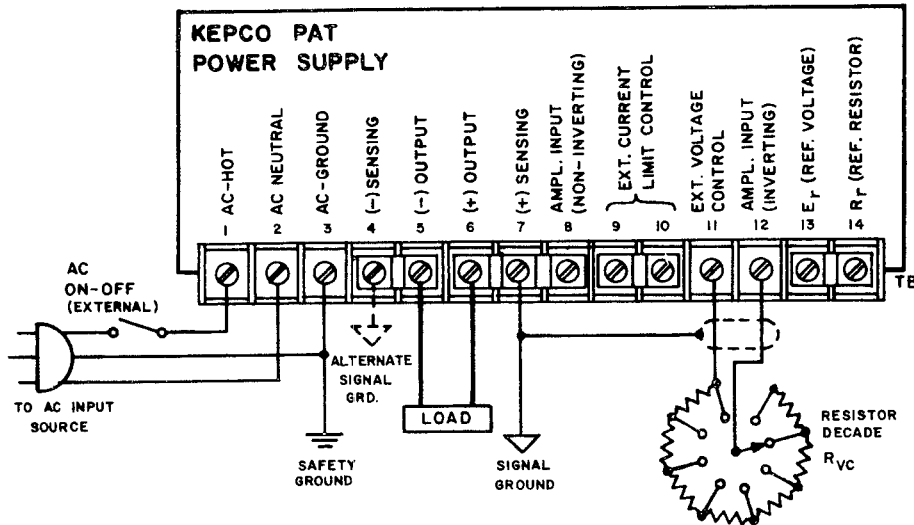 KEPCO PAT
POWER SUPPLY
AC-HOT
AC NEUTRAL
AC-GROUND
(-) SENSING
(-) OUTPUT
(+) OUTPUT
(+) SENSING
AMPL. INPUT
(NON-INVERTING)
EXT. CURRENT
LIMIT CONTROL
EXT. VOLTAGE
CONTROL
AMPL. INPUT
(INVERTING)
Er (REF. VOLTAGE)
Rr (REF. RESISTOR)
1 2 3 4 5 6 7 8 9 10 11 12 13 14
TB
AC
ON-OFF
(EXTERNAL)
TO AC INPUT
SOURCE
SAFETY
GROUND
ALTERNATE
SIGNAL
GRD.
LOAD
SIGNAL
GROUND
RESISTOR
DECADE
RVC